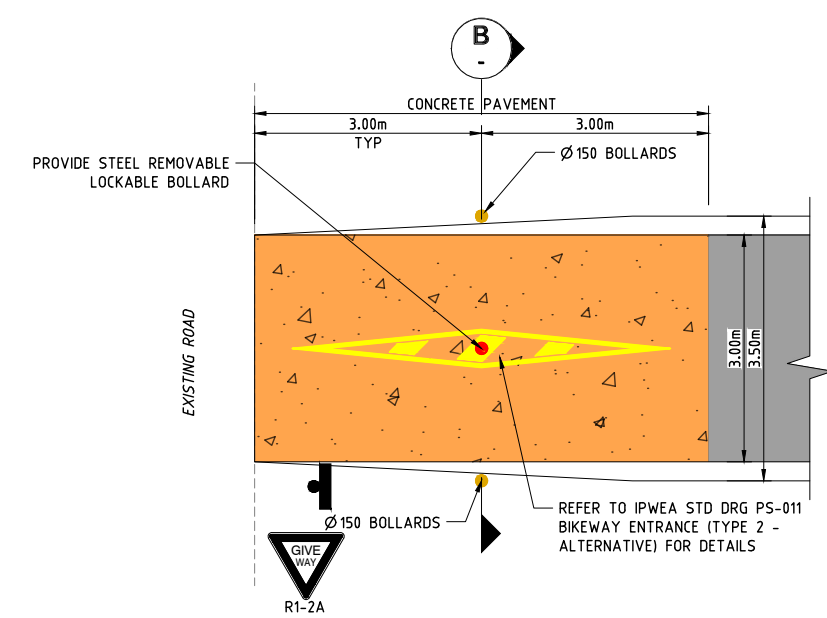 B
-
CONCRETE PAVEMENT
3.00m
3.00m
TYP
Ø150 BOLLARDS
PROVIDE STEEL REMOVABLE
LOCKABLE BOLLARD
EXISTING ROAD
3.00m
3.50m
Ø150 BOLLARDS
REFER TO IPWEA STD DRG PS-011
BIKEWAY ENTRANCE (TYPE 2 -
ALTERNATIVE) FOR DETAILS
GIVE
WAY
R1-2A